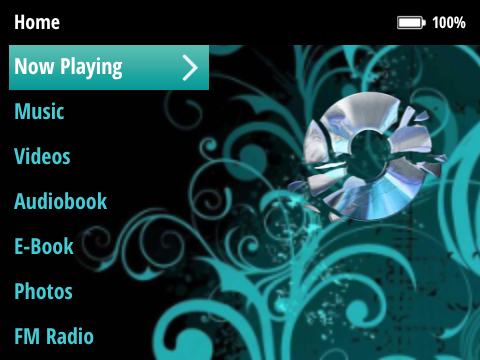 Home
100%
Now Playing
Music
Videos
Audiobook
E-Book
Photos
FM Radio